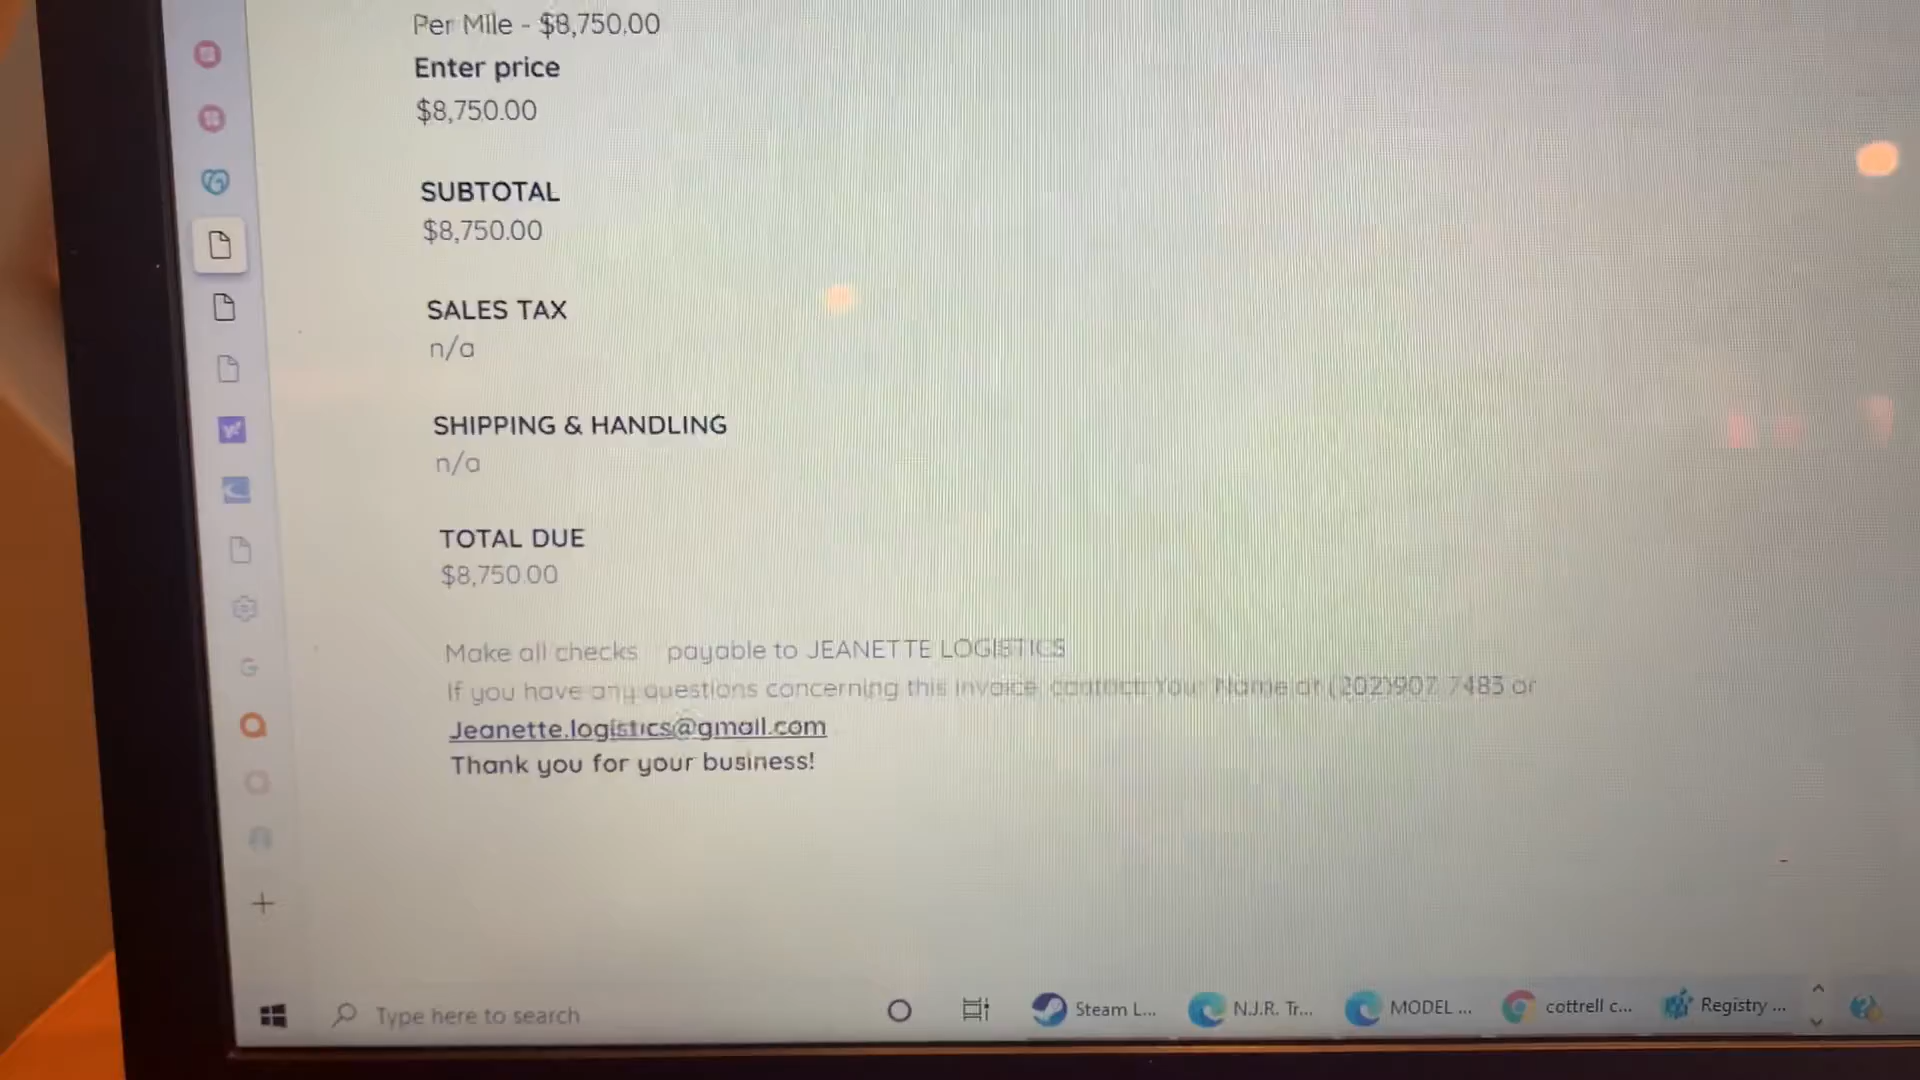 Per Mile - $8,750.00
Enter price
$8,750.00
SUBTOTAL
$8,750.00
SALES TAX
n/a
SHIPPING & HANDLING
n/a
TOTAL DUE
$8,750.00
Make all checks payable to JEANETTE LOGISTICS
If you have any questions concerning this invoice, contact: Your Name at (202)907 7483 or
Jeanette.logistics@gmail.com
Thank you for your business!
Type here to search
Steam L...
N.J.R. Tr...
MODEL ...
cottrell c...
Registry ...